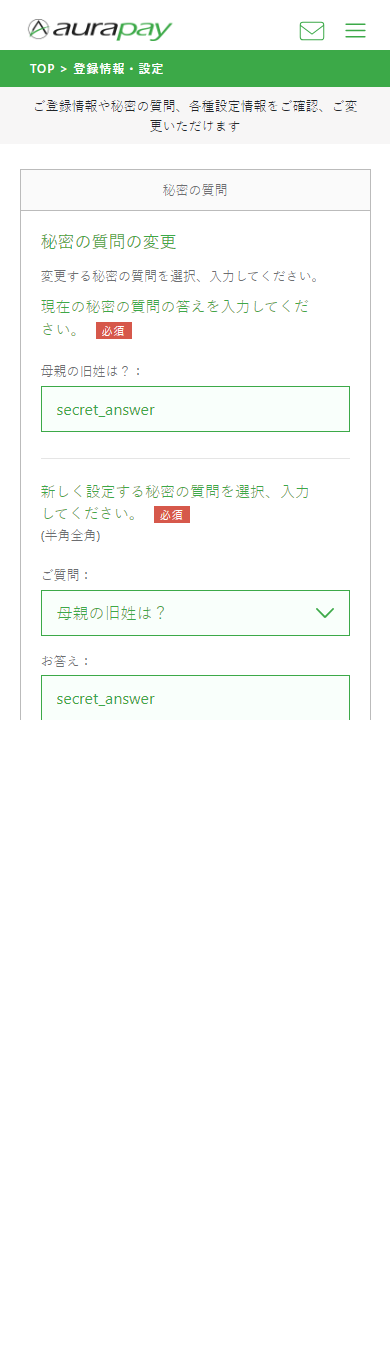 aurapay
TOP > 登録情報・設定
ご登録情報や秘密の質問、各種設定情報をご確認、ご変
更いただけます
秘密の質問
秘密の質問の変更
変更する秘密の質問を選択、入力してください。
現在の秘密の質問の答えを入力してくだ
さい。 必須
母親の旧姓は？：
secret_answer
新しく設定する秘密の質問を選択、入力
してください。 必須
(半角全角)
ご質問：
母親の旧姓は？
お答え：
secret_answer